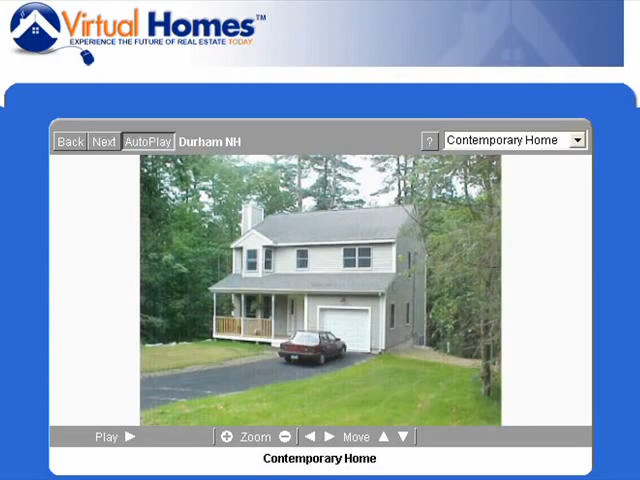 Virtual Homes™
EXPERIENCE THE FUTURE OF REAL ESTATE TODAY
Back Next AutoPlay Durham NH ? Contemporary Home
Play Zoom Move
Contemporary Home